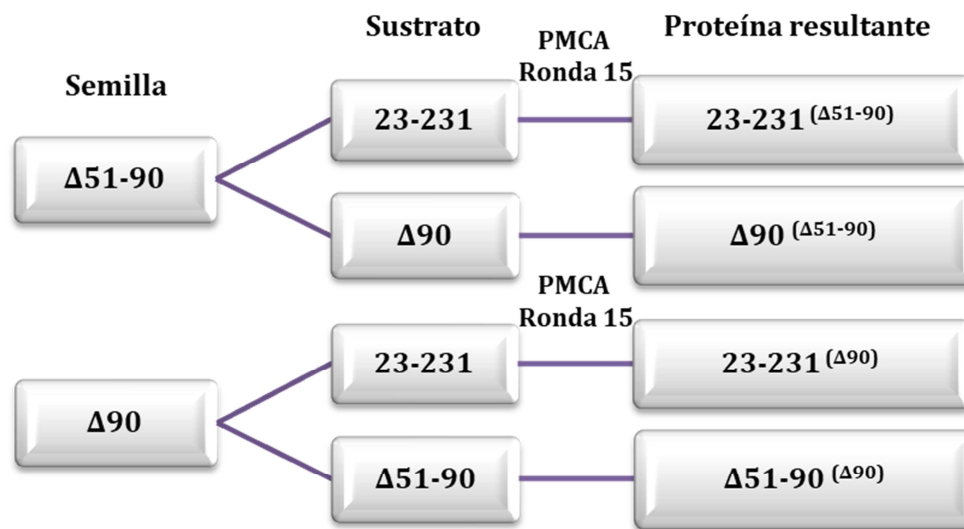 Sustrato
PMCA
Ronda 15
Proteína resultante
Semilla
23-231
23-231 (Δ51-90)
Δ51-90
Δ90
Δ90 (Δ51-90)
PMCA
Ronda 15
23-231
23-231 (Δ90)
Δ90
Δ51-90
Δ51-90 (Δ90)